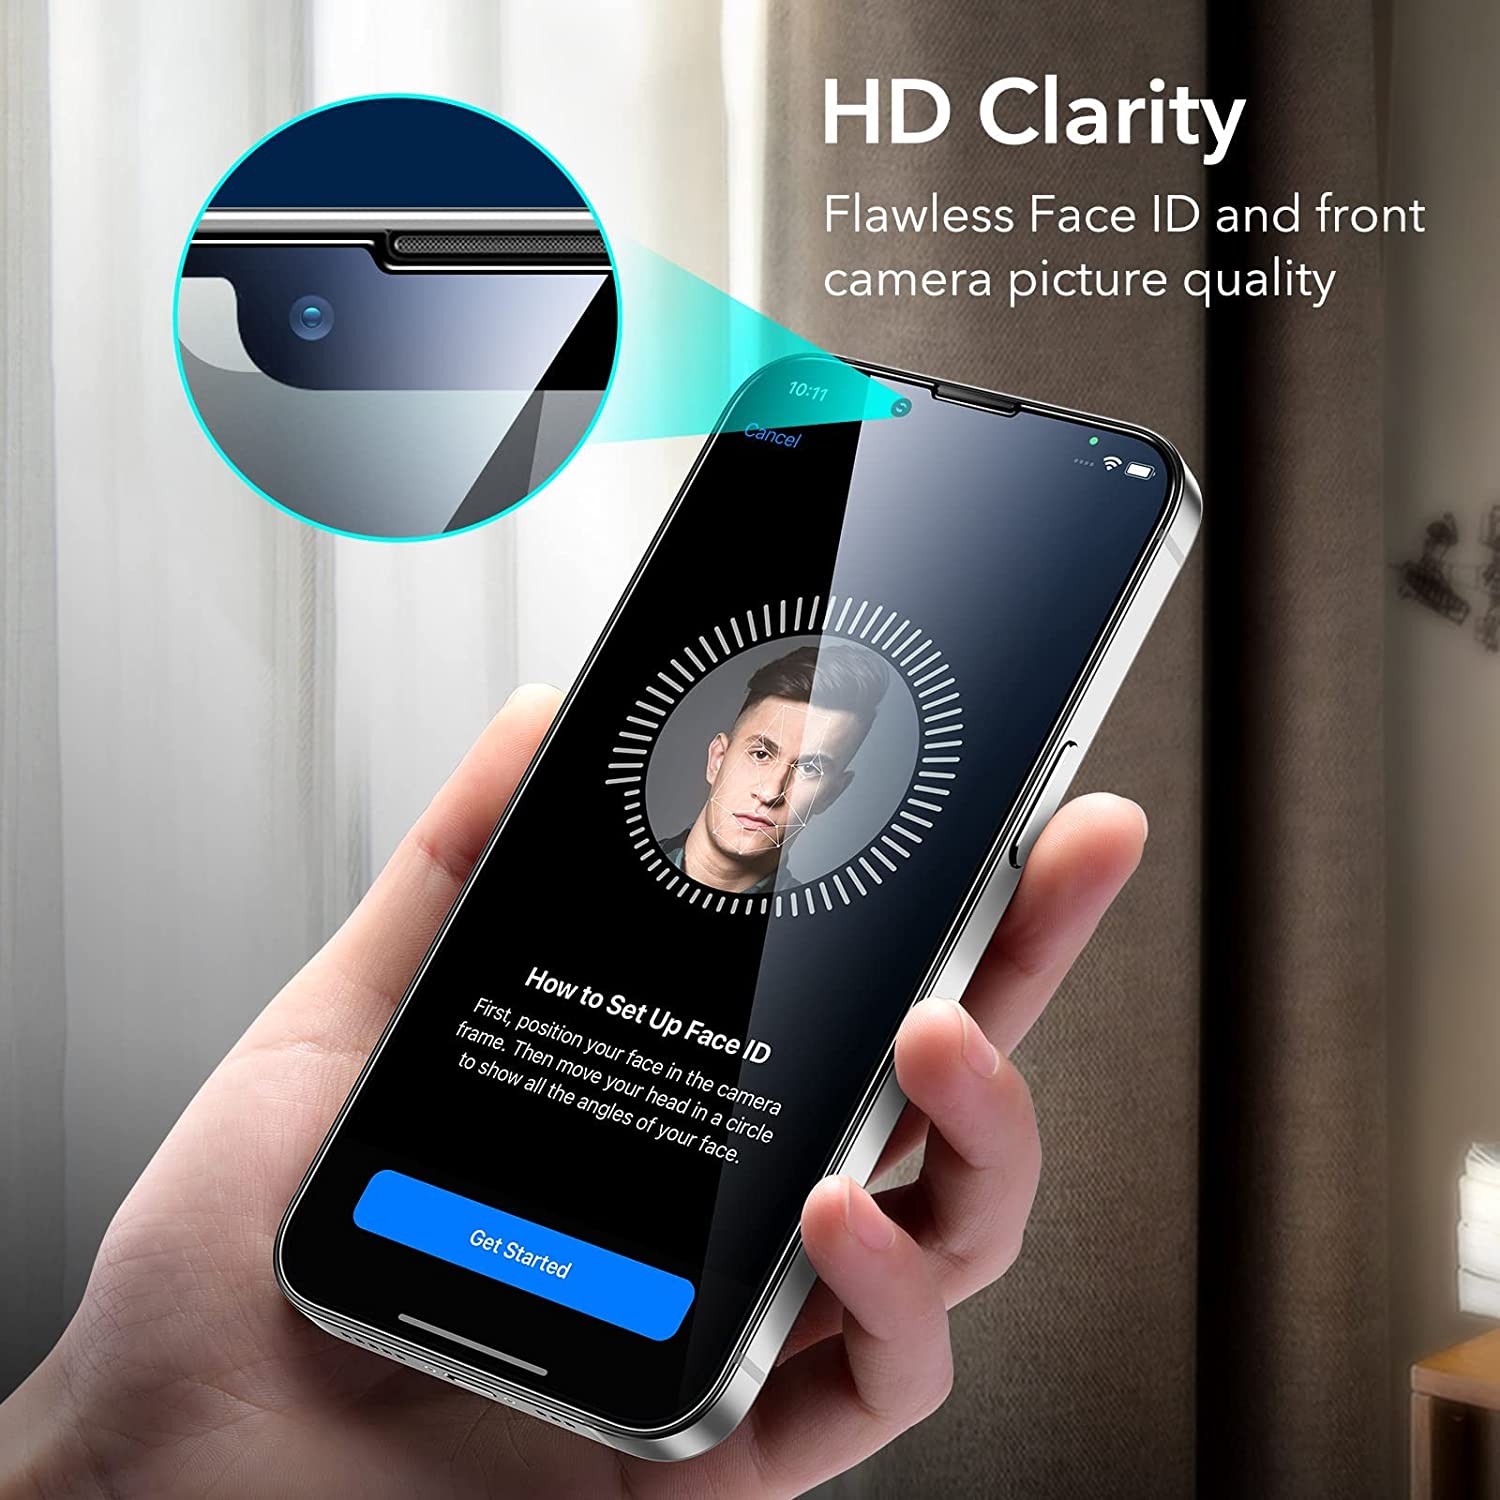 HD Clarity
Flawless Face ID and front
camera picture quality
10:11
Cancel
How to Set Up Face ID
First, position your face in the camera
frame. Then move your head in a circle
to show all the angles of your face.
Get Started